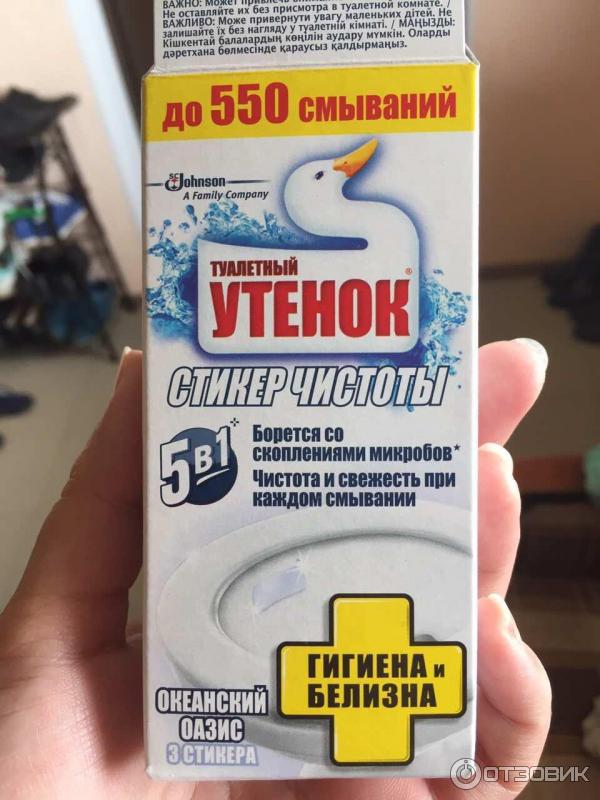 ВАЖНО: Может привлечь внимание
Не оставляйте их без присмотра в туалетной комнате. /
ВАЖЛИВО: Може привернути увагу маленьких дітей. Не
залишайте їх без нагляду у туалетній кімнаті. / МАҢЫЗДЫ:
Кішкентай балалардың көңілін аудару мүмкін. Оларды
дәретхана бөлмесінде қараусыз қалдырмаңыз.
до 550 смываний
SC Johnson
A Family Company
ТУАЛЕТНЫЙ
УТЕНОК®
СТИКЕР ЧИСТОТЫ
5 в 1+
Борется со
скоплениями микробов*
Чистота и свежесть при
каждом смывании
ГИГИЕНА и
БЕЛИЗНА
ОКЕАНСКИЙ
ОАЗИС
3 СТИКЕРА
ОТЗОВИК